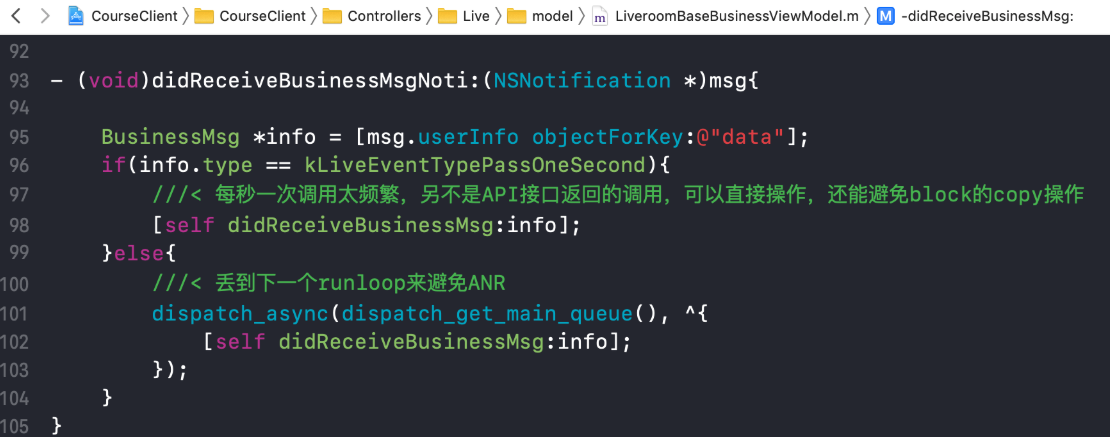 CourseClient 〉 CourseClient 〉 Controllers 〉 Live 〉 model 〉 m LiveroomBaseBusinessViewModel.m 〉 M -didReceiveBusinessMsg:
92
93 - (void)didReceiveBusinessMsgNoti:(NSNotification *)msg{
94
95     BusinessMsg *info = [msg.userInfo objectForKey:@"data"];
96     if(info.type == kLiveEventTypePassOneSecond){
97         ///< 每秒一次调用太频繁，另不是API接口返回的调用，可以直接操作，还能避免block的copy操作
98         [self didReceiveBusinessMsg:info];
99     }else{
100         ///< 丢到下一个runloop来避免ANR
101         dispatch_async(dispatch_get_main_queue(), ^{
102             [self didReceiveBusinessMsg:info];
103         });
104     }
105 }